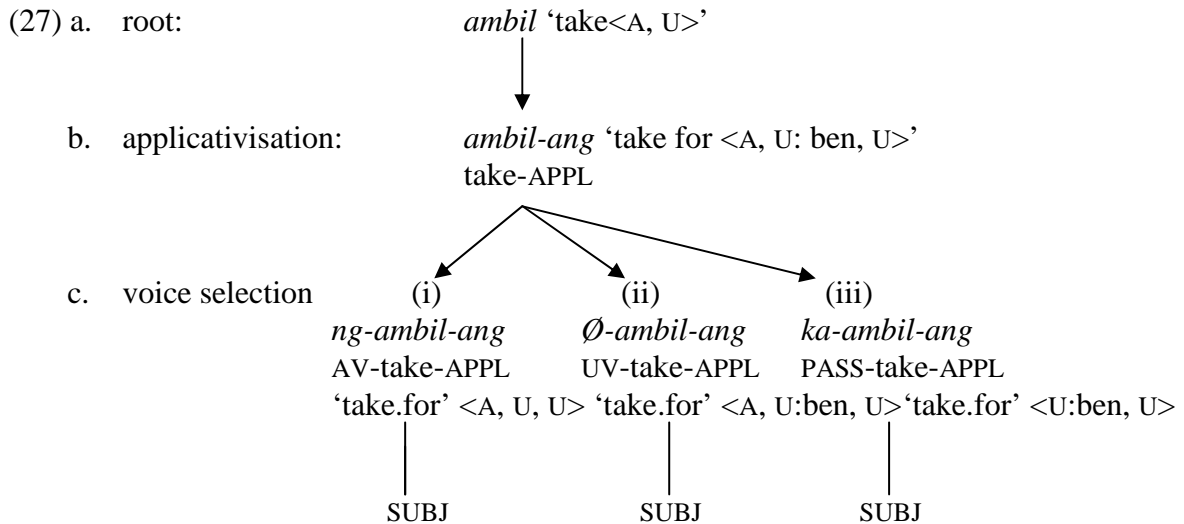 (27) a. root: ambil ‘take<A, U>’
b. applicativisation: ambil-ang ‘take for <A, U: ben, U>’
take-APPL
c. voice selection (i) (ii) (iii)
ng-ambil-ang Ø-ambil-ang ka-ambil-ang
AV-take-APPL UV-take-APPL PASS-take-APPL
‘take.for’ <A, U, U> ‘take.for’ <A, U:ben, U>‘take.for’ <U:ben, U>
SUBJ SUBJ SUBJ